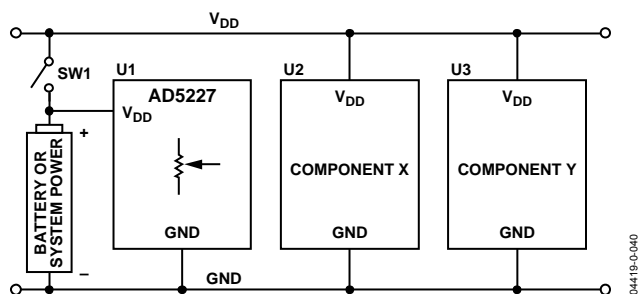 VDD
SW1
U1
AD5227
VDD
GND
U2
VDD
COMPONENT X
GND
U3
VDD
COMPONENT Y
GND
+
BATTERY OR
SYSTEM POWER
–
GND
04419-0-040